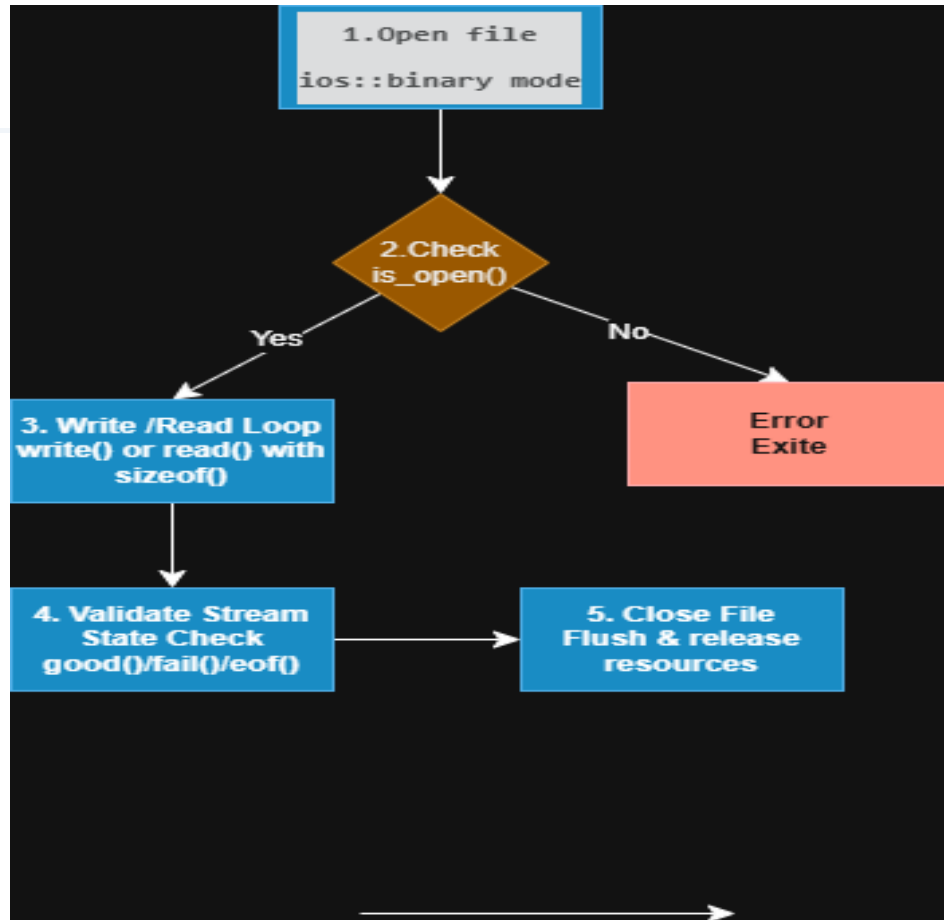 1.Open file
ios::binary mode
2.Check
is_open()
Yes
No
3. Write /Read Loop
write() or read() with
sizeof()
Error
Exite
4. Validate Stream
State Check
good()/fail()/eof()
5. Close File
Flush & release
resources